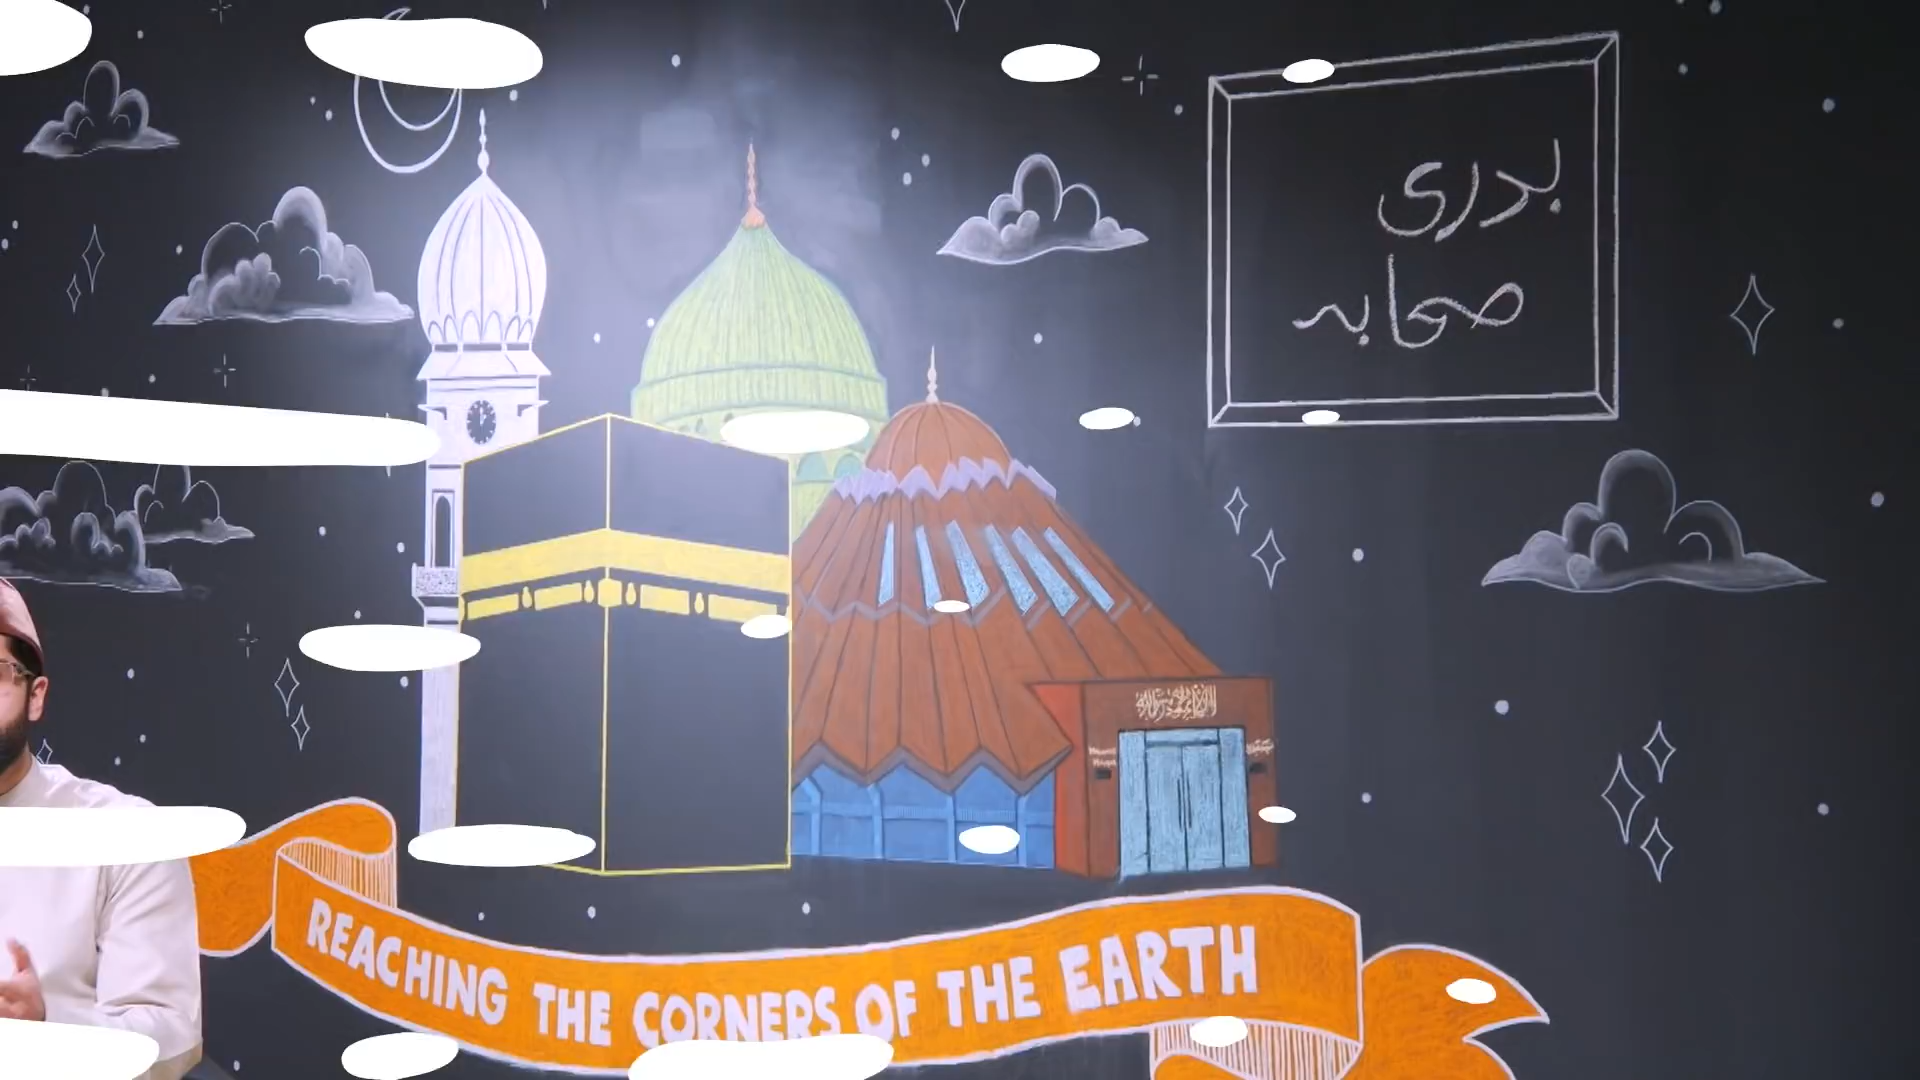 بدری
صحابہ
REACHING THE CORNERS OF THE EARTH